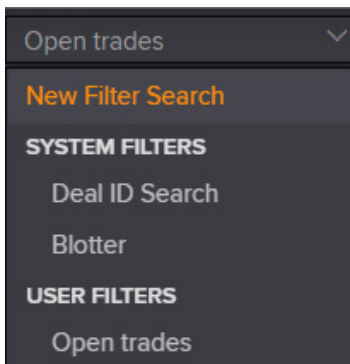 Open trades
New Filter Search
SYSTEM FILTERS
Deal ID Search
Blotter
USER FILTERS
Open trades